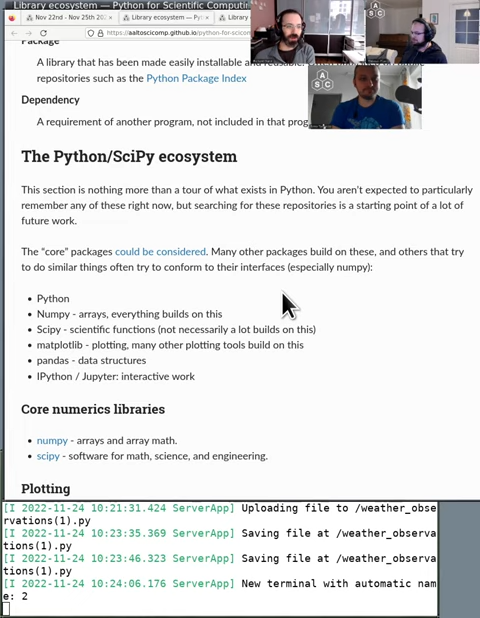 Library ecosystem — Python for Scientific Computin
Nov 22nd - Nov 25th 20
Library ecosystem — Py
Library ecosystem — P
https://aaltoscicomp.github.io/python-for-scicom
Package
A library that has been made easily installable and reusable.
repositories such as the Python Package Index
Dependency
A requirement of another program, not included in that prog
The Python/SciPy ecosystem
This section is nothing more than a tour of what exists in Python. You aren't expected to particularly
remember any of these right now, but searching for these repositories is a starting point of a lot of
future work.
The “core” packages could be considered. Many other packages build on these, and others that try
to do similar things often try to conform to their interfaces (especially numpy):
• Python
• Numpy - arrays, everything builds on this
• Scipy - scientific functions (not necessarily a lot builds on this)
• matplotlib - plotting, many other plotting tools build on this
• pandas - data structures
• IPython / Jupyter: interactive work
Core numerics libraries
• numpy - arrays and array math.
• scipy - software for math, science, and engineering.
Plotting
[I 2022-11-24 10:21:31.424 ServerApp] Uploading file to /weather_obse
rvations(1).py
[I 2022-11-24 10:23:35.369 ServerApp] Saving file at /weather_observa
tions(1).py
[I 2022-11-24 10:23:46.323 ServerApp] Saving file at /weather_observa
tions(1).py
[I 2022-11-24 10:24:06.176 ServerApp] New terminal with automatic nam
e: 2